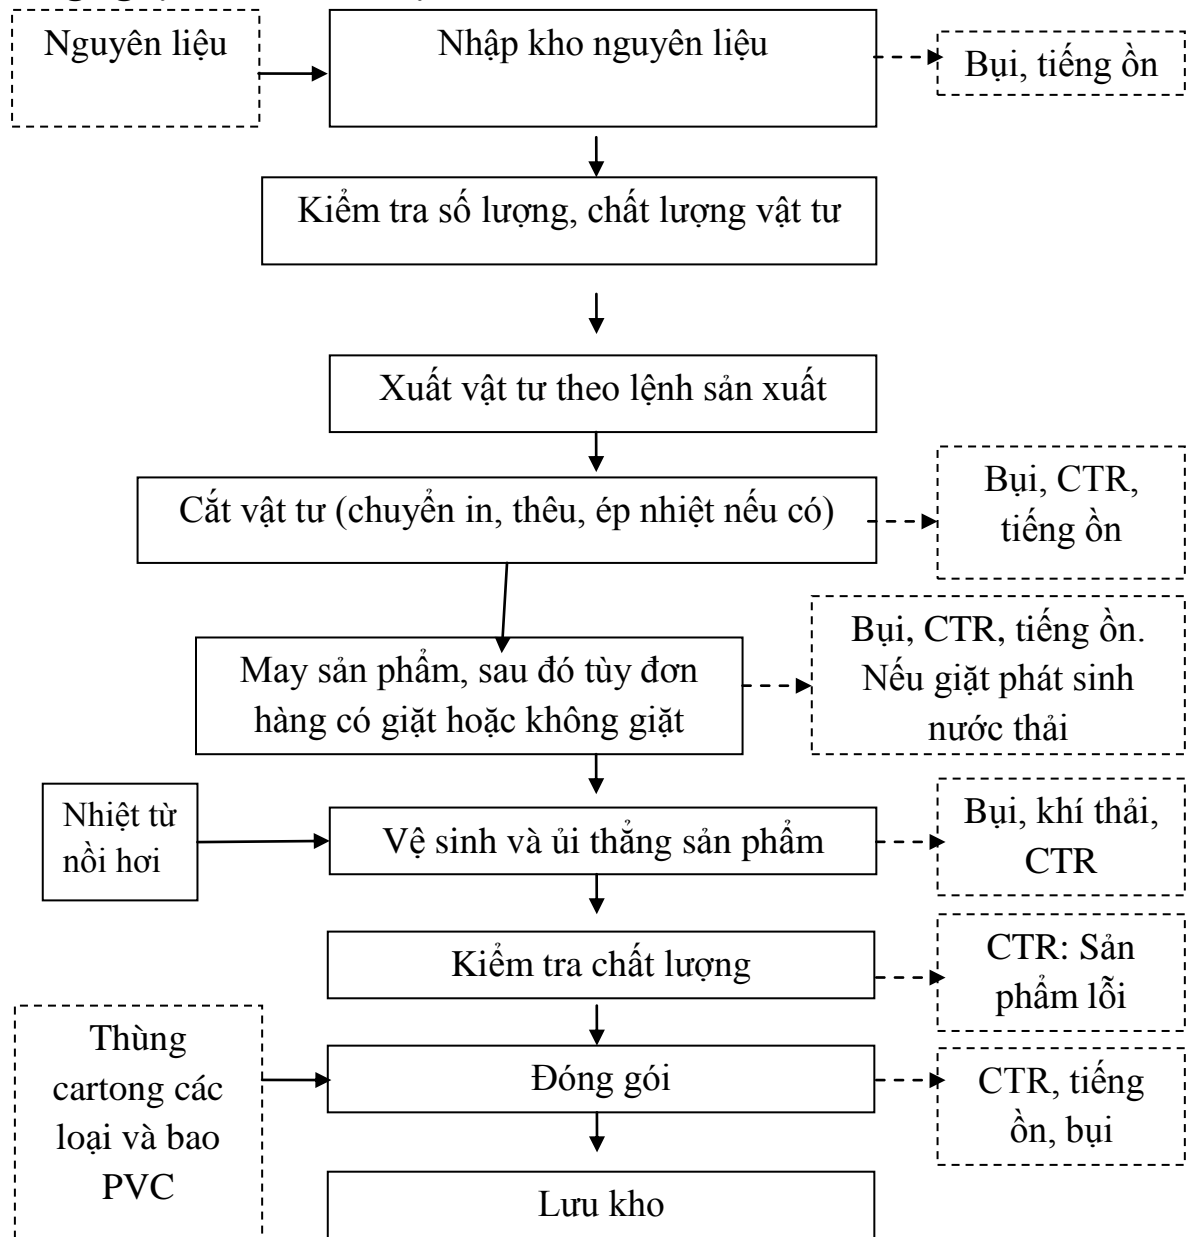 Nguyên liệu
Nhập kho nguyên liệu
Bụi, tiếng ồn
Kiểm tra số lượng, chất lượng vật tư
Xuất vật tư theo lệnh sản xuất
Cắt vật tư (chuyển in, thêu, ép nhiệt nếu có)
Bụi, CTR,
tiếng ồn
May sản phẩm, sau đó tùy đơn
hàng có giặt hoặc không giặt
Bụi, CTR, tiếng ồn.
Nếu giặt phát sinh
nước thải
Nhiệt từ
nồi hơi
Vệ sinh và ủi thẳng sản phẩm
Bụi, khí thải,
CTR
Kiểm tra chất lượng
CTR: Sản
phẩm lỗi
Thùng
cartong các
loại và bao
PVC
Đóng gói
CTR, tiếng
ồn, bụi
Lưu kho